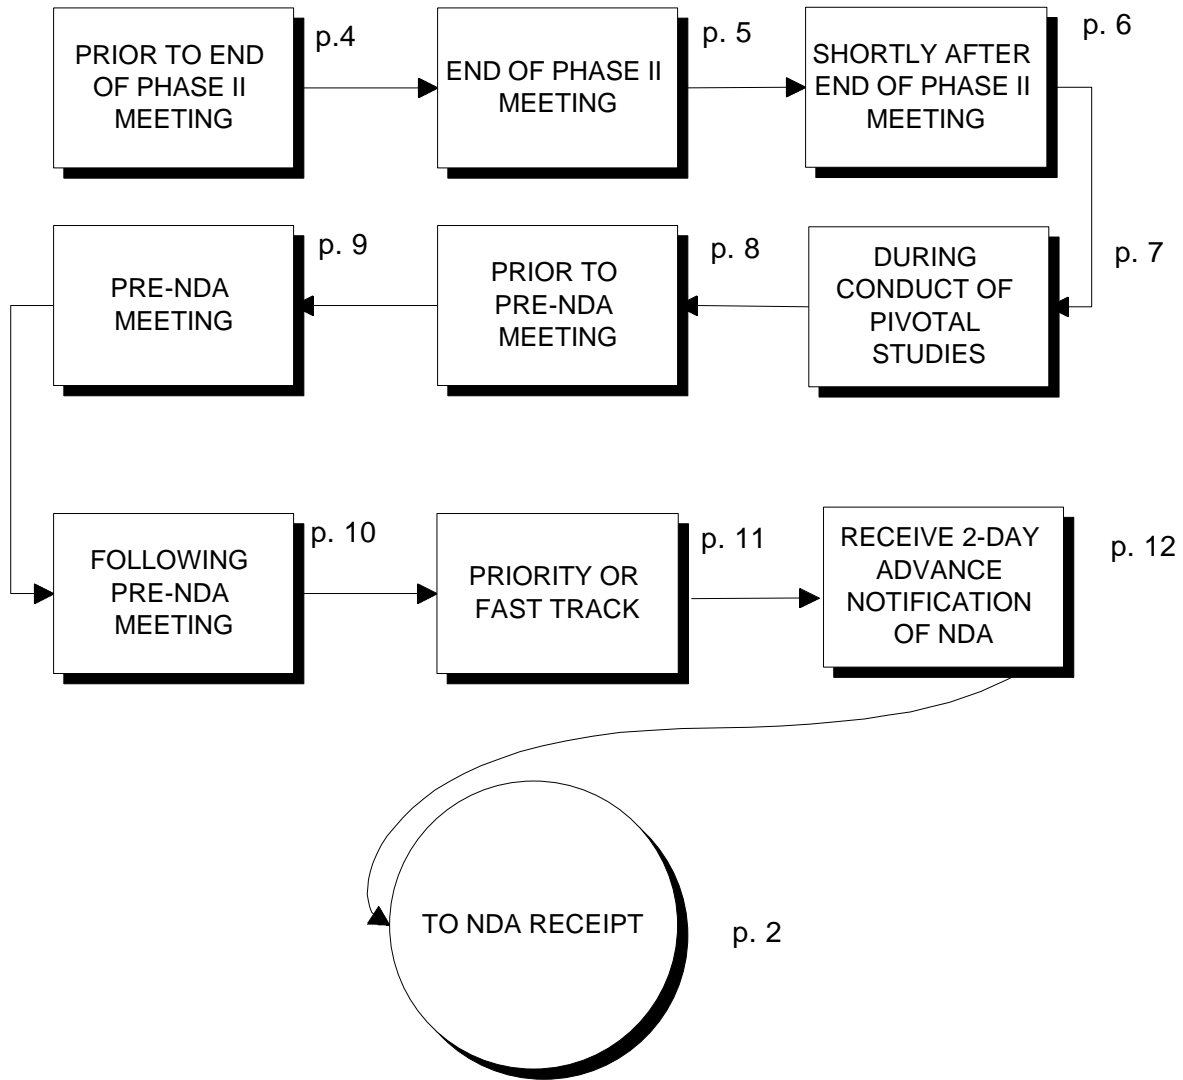 PRIOR TO END
OF PHASE II
MEETING
p.4
END OF PHASE II
MEETING
p. 5
SHORTLY AFTER
END OF PHASE II
MEETING
p. 6
DURING
CONDUCT OF
PIVOTAL
STUDIES
p. 7
PRIOR TO
PRE-NDA
MEETING
p. 8
PRE-NDA
MEETING
p. 9
FOLLOWING
PRE-NDA
MEETING
p. 10
PRIORITY OR
FAST TRACK
p. 11
RECEIVE 2-DAY
ADVANCE
NOTIFICATION
OF NDA
p. 12
TO NDA RECEIPT
p. 2